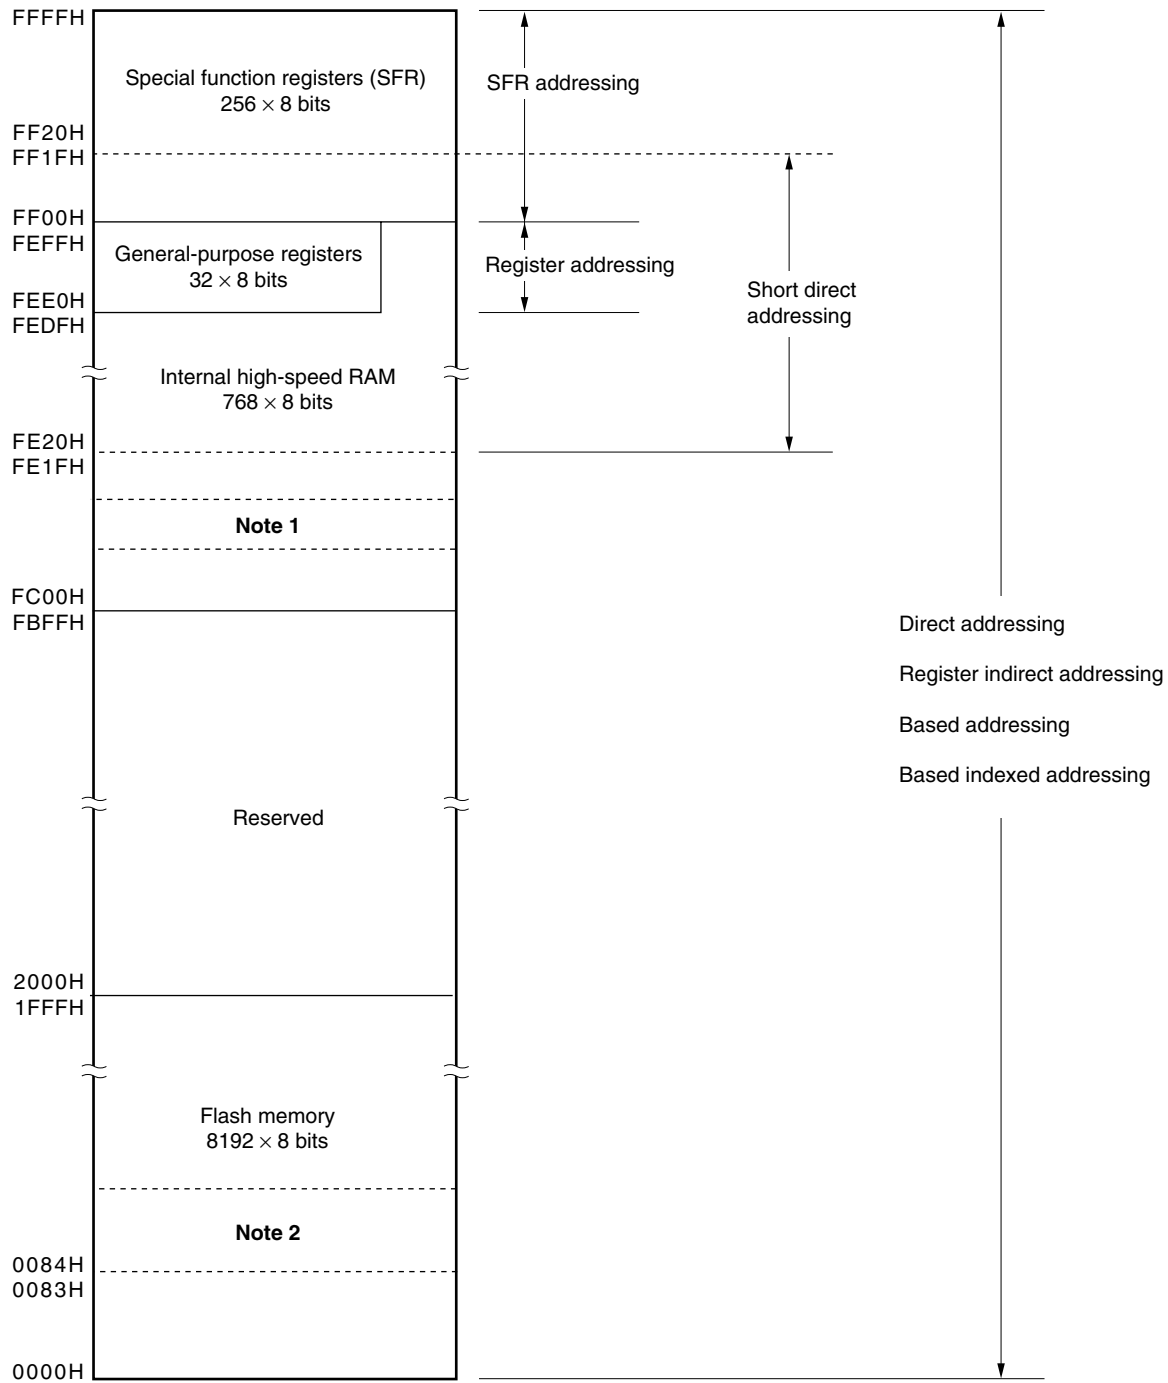 FFFFH
Special function registers (SFR)
256 × 8 bits
SFR addressing
FF20H
FF1FH
FF00H
FEFFH
General-purpose registers
32 × 8 bits
Register addressing
Short direct
addressing
FEE0H
FEDFH
Internal high-speed RAM
768 × 8 bits
FE20H
FE1FH
Note 1
FC00H
FBFFH
Direct addressing
Register indirect addressing
Based addressing
Based indexed addressing
Reserved
2000H
1FFFH
Flash memory
8192 × 8 bits
Note 2
0084H
0083H
0000H